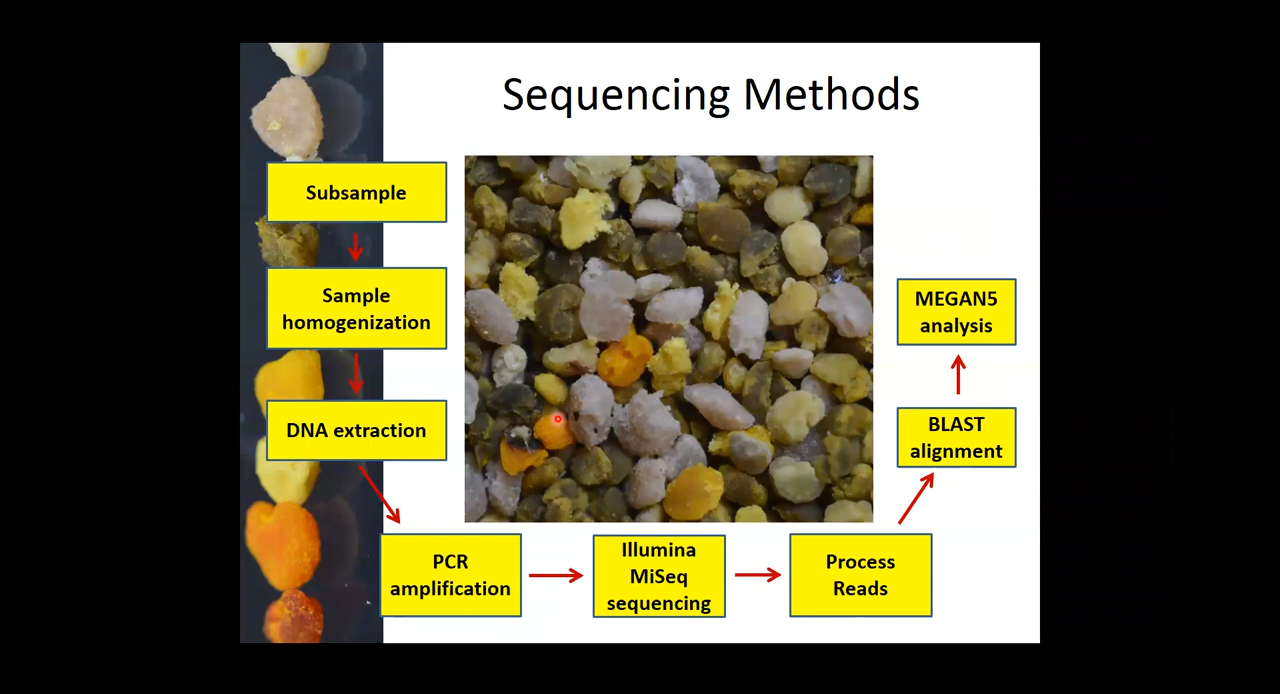 Sequencing Methods
Subsample
Sample
homogenization
DNA extraction
PCR
amplification
Illumina
MiSeq
sequencing
Process
Reads
BLAST
alignment
MEGAN5
analysis